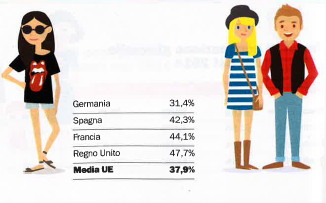 Germania 31,4%
Spagna 42,3%
Francia 44,1%
Regno Unito 47,7%
Media UE 37,9%